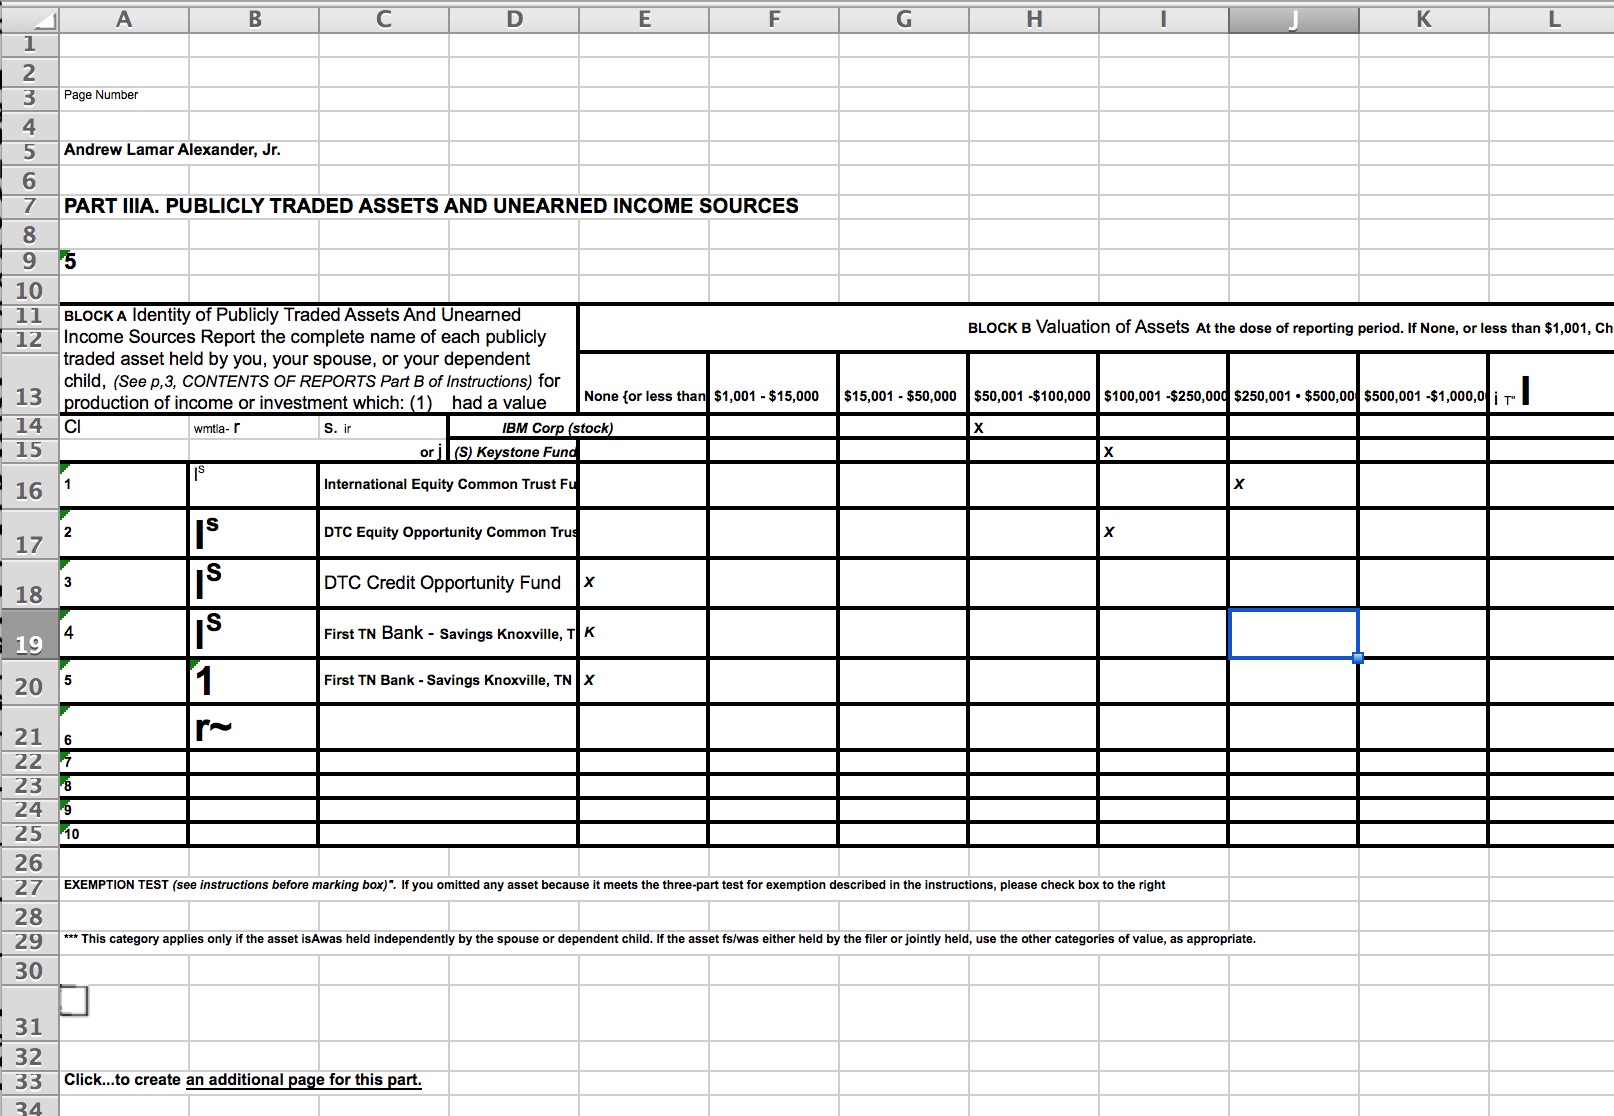 A B C D E F G H I J K L
1
2
3 Page Number
4
5 Andrew Lamar Alexander, Jr.
6
7 PART IIIA. PUBLICLY TRADED ASSETS AND UNEARNED INCOME SOURCES
8
9 5
10
11 BLOCK A Identity of Publicly Traded Assets And Unearned
12 Income Sources Report the complete name of each publicly
traded asset held by you, your spouse, or your dependent
child, (See p,3, CONTENTS OF REPORTS Part B of Instructions) for
production of income or investment which: (1) had a value
BLOCK B Valuation of Assets At the dose of reporting period. If None, or less than $1,001, Ch
13 None {or less than $1,001 - $15,000 $15,001 - $50,000 $50,001 -$100,000 $100,001 -$250,000 $250,001 • $500,00 $500,001 -$1,000,0 i T" l
14 Cl wmtla- r S. ir IBM Corp (stock) X
15 or j (S) Keystone Fund X
16 1 |S International Equity Common Trust Fu X
17 2 |S DTC Equity Opportunity Common Trus X
18 3 |S DTC Credit Opportunity Fund X
19 4 |S First TN Bank - Savings Knoxville, T K
20 5 1 First TN Bank - Savings Knoxville, TN X
21 6 r~
22 7
23 8
24 9
25 10
26
27 EXEMPTION TEST (see instructions before marking box)". If you omitted any asset because it meets the three-part test for exemption described in the instructions, please check box to the right
28
29 *** This category applies only if the asset isAwas held independently by the spouse or dependent child. If the asset fs/was either held by the filer or jointly held, use the other categories of value, as appropriate.
30
31
32
33 Click...to create an additional page for this part.
34